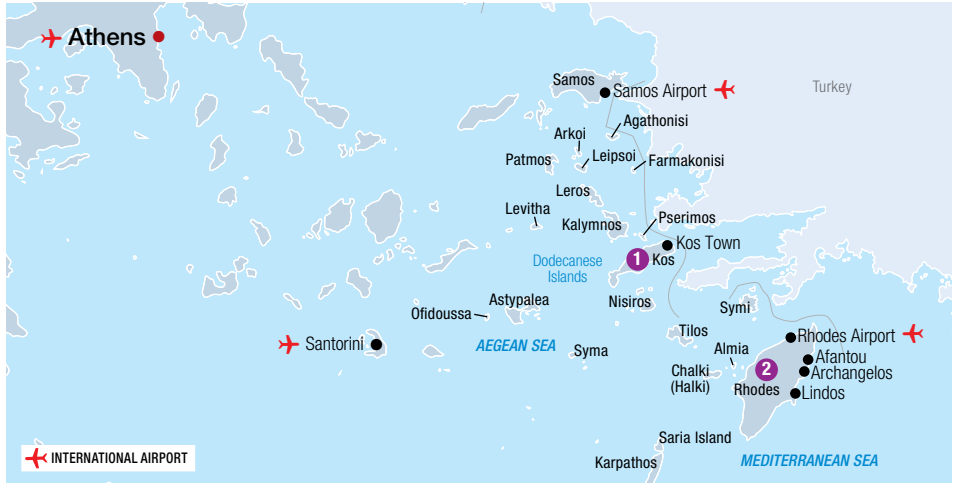 Athens
Samos
Samos Airport
Turkey
Agathonisi
Arkoi
Leipsoi
Farmakonisi
Patmos
Leros
Levitha
Kalymnos
Pserimos
Kos Town
1
Kos
Dodecanese
Islands
Nisiros
Symi
Astypalea
Ofidoussa
Tilos
Rhodes Airport
Santorini
AEGEAN SEA
Syma
Almia
Afantou
Chalki
(Halki)
2
Archangelos
Rhodes
Lindos
Saria Island
Karpathos
MEDITERRANEAN SEA
INTERNATIONAL AIRPORT